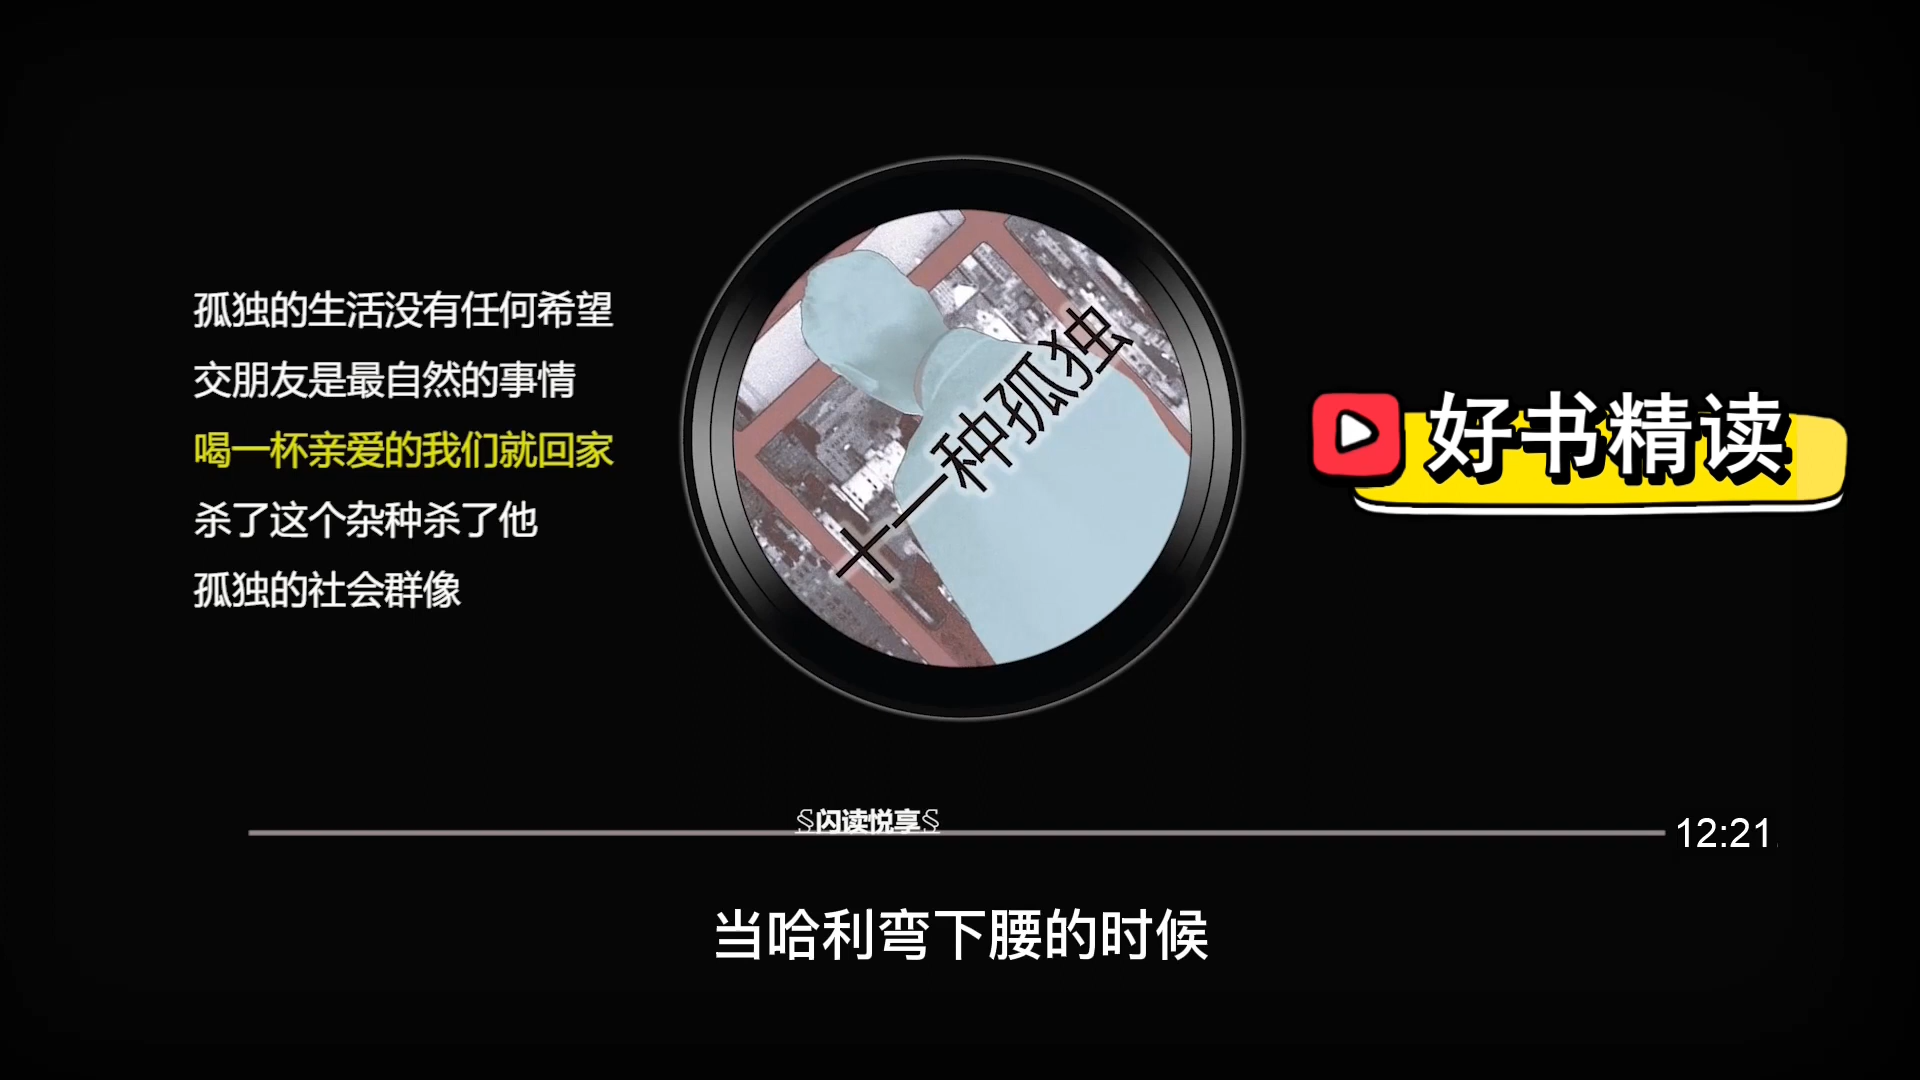 孤独的生活没有任何希望
交朋友是最自然的事情
喝一杯亲爱的我们就回家
杀了这个杂种杀了他
孤独的社会群像
十一种孤独
好书精读
§闪读悦享§
12:21
当哈利弯下腰的时候